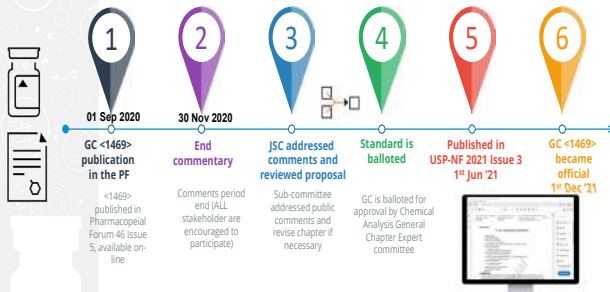 1
2
3
4
5
6
01 Sep 2020
30 Nov 2020
GC <1469>
publication
in the PF
End
commentary
JSC addressed
comments and
reviewed proposal
Standard is
balloted
Published in
USP-NF 2021 Issue 3
1st Jun ‘21
GC <1469>
became
official
1st Dec ‘21
<1469>
published in
Pharmacopeial
Forum 46 Issue
5, available on-
line
Comments period
end (ALL
stakeholder are
encouraged to
participate)
Sub-committee
addressed public
comments and
revise chapter if
necessary
GC is balloted for
approval by Chemical
Analysis General
Chapter Expert
committee